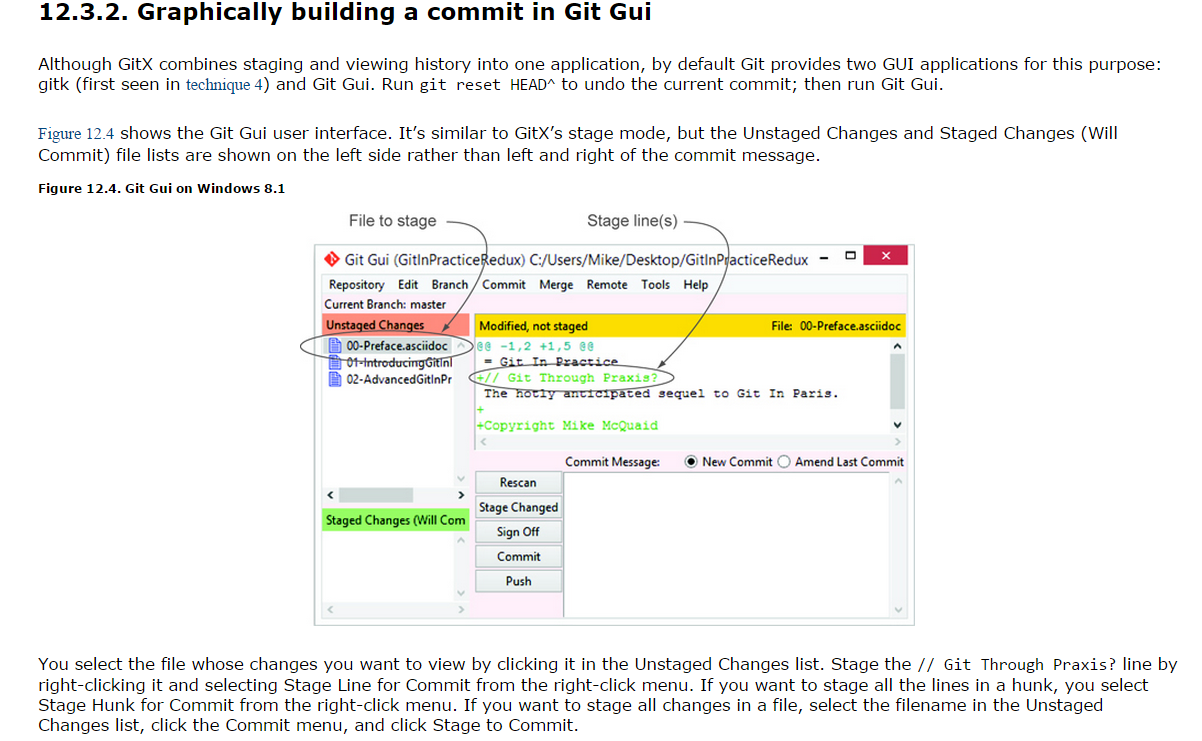 12.3.2. Graphically building a commit in Git Gui
Although GitX combines staging and viewing history into one application, by default Git provides two GUI applications for this purpose:
gitk (first seen in technique 4) and Git Gui. Run git reset HEAD^ to undo the current commit; then run Git Gui.
Figure 12.4 shows the Git Gui user interface. It’s similar to GitX’s stage mode, but the Unstaged Changes and Staged Changes (Will
Commit) file lists are shown on the left side rather than left and right of the commit message.
Figure 12.4. Git Gui on Windows 8.1
File to stage
Stage line(s)
Git Gui (GitInPracticeRedux) C:/Users/Mike/Desktop/GitInPracticeRedux
Repository Edit Branch Commit Merge Remote Tools Help
Current Branch: master
Unstaged Changes
00-Preface.asciidoc
01-IntroducingGitInl
02-AdvancedGitInPr
Modified, not staged File: 00-Preface.asciidoc
@@ -1,2 +1,5 @@
= Git In Practice
+// Git Through Praxis?
The hotly anticipated sequel to Git In Paris.
+
+Copyright Mike McQuaid
Commit Message: New Commit Amend Last Commit
Rescan
Stage Changed
Sign Off
Commit
Push
Staged Changes (Will Com
You select the file whose changes you want to view by clicking it in the Unstaged Changes list. Stage the // Git Through Praxis? line by
right-clicking it and selecting Stage Line for Commit from the right-click menu. If you want to stage all the lines in a hunk, you select
Stage Hunk for Commit from the right-click menu. If you want to stage all changes in a file, select the filename in the Unstaged
Changes list, click the Commit menu, and click Stage to Commit.